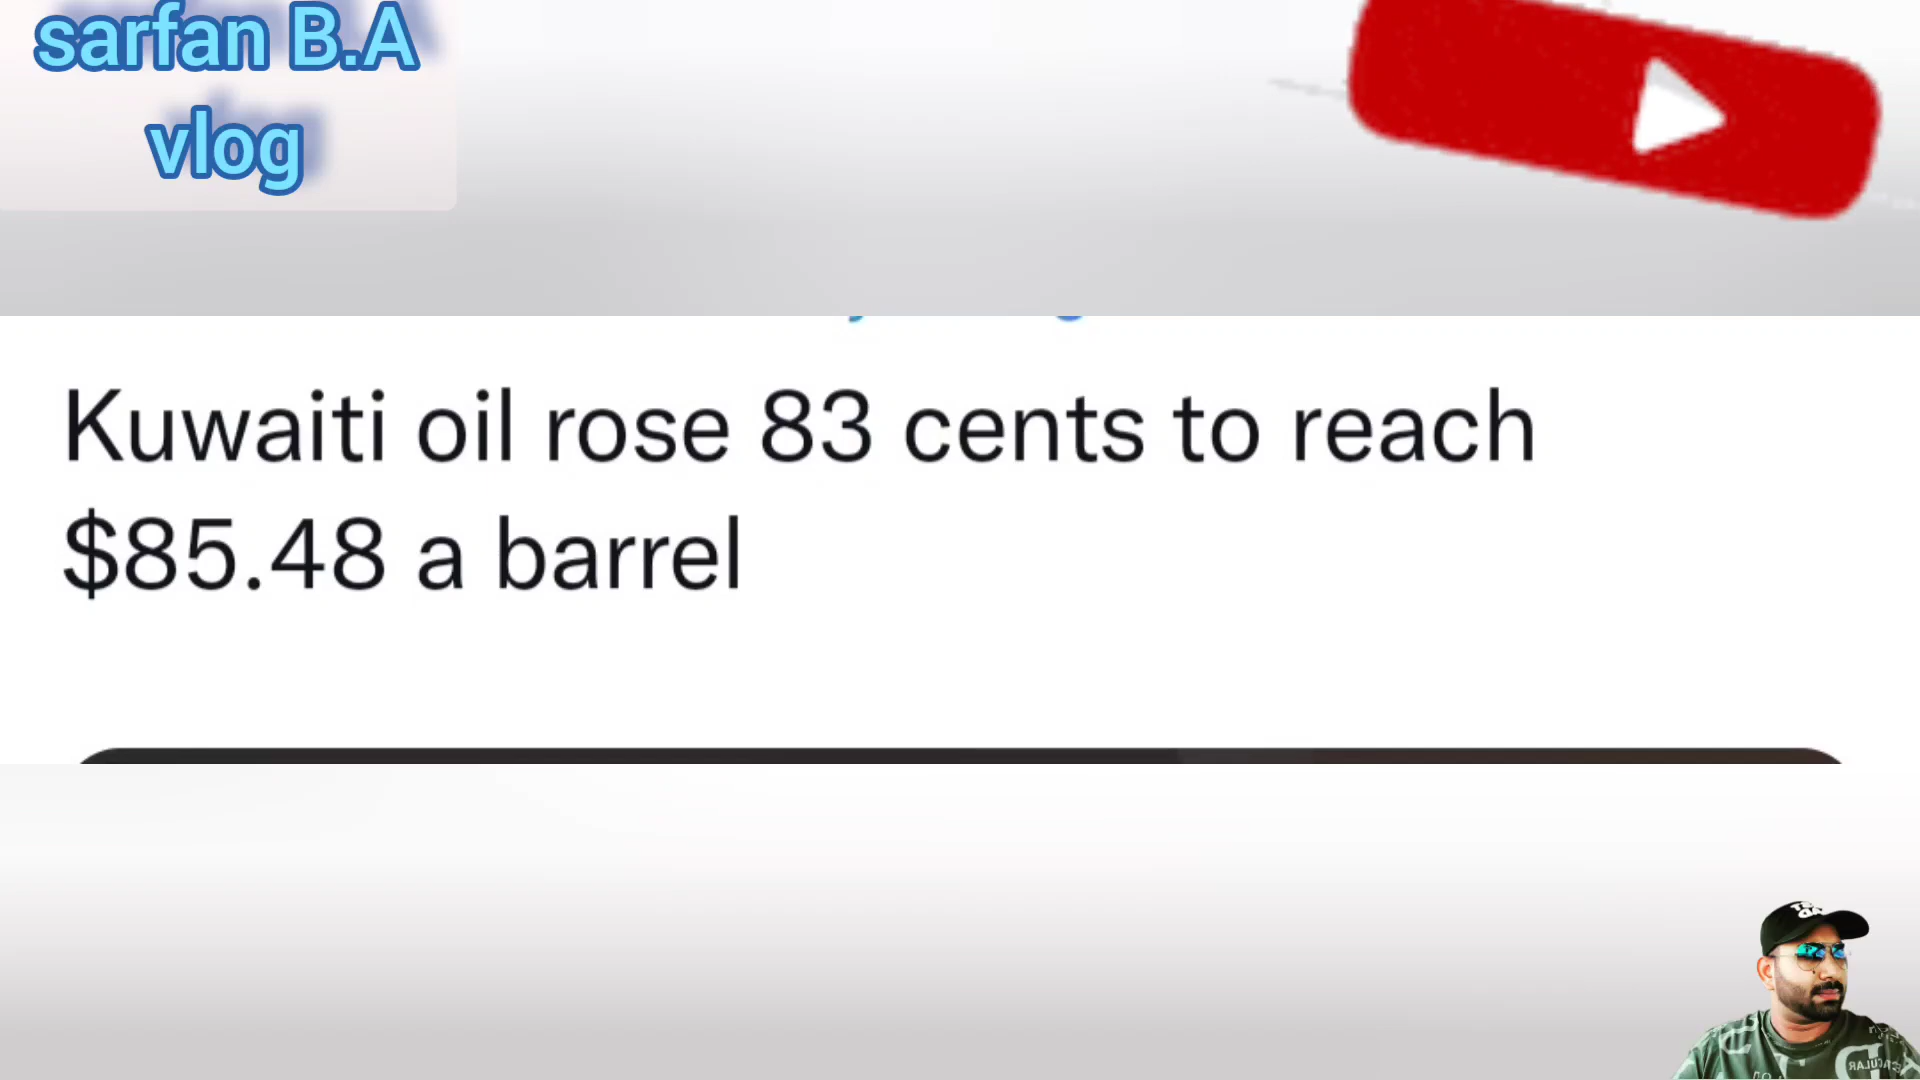 sarfan B.A
vlog
Kuwaiti oil rose 83 cents to reach
$85.48 a barrel